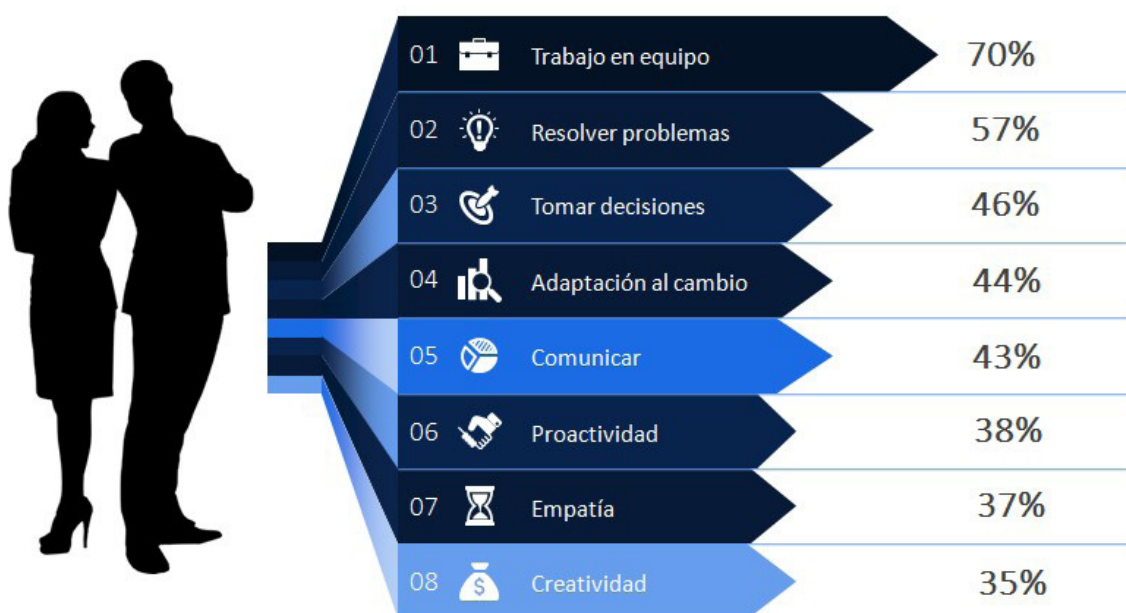 01 Trabajo en equipo 70%
02 Resolver problemas 57%
03 Tomar decisiones 46%
04 Adaptación al cambio 44%
05 Comunicar 43%
06 Proactividad 38%
07 Empatía 37%
08 $ Creatividad 35%